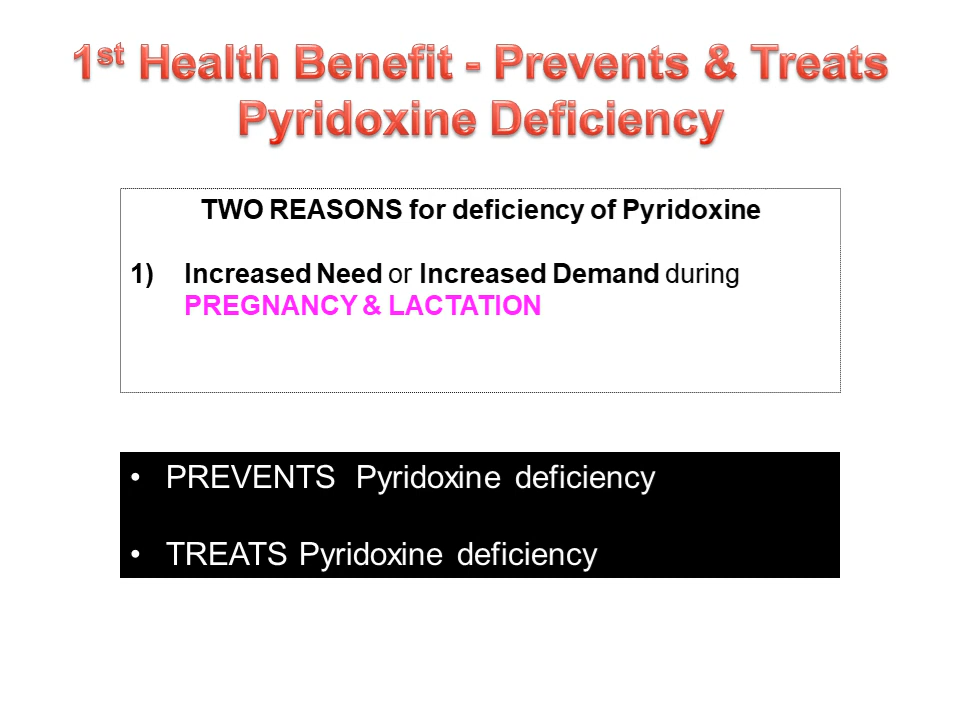 1st Health Benefit - Prevents & Treats
Pyridoxine Deficiency
TWO REASONS for deficiency of Pyridoxine
1) Increased Need or Increased Demand during
PREGNANCY & LACTATION
• PREVENTS Pyridoxine deficiency
• TREATS Pyridoxine deficiency